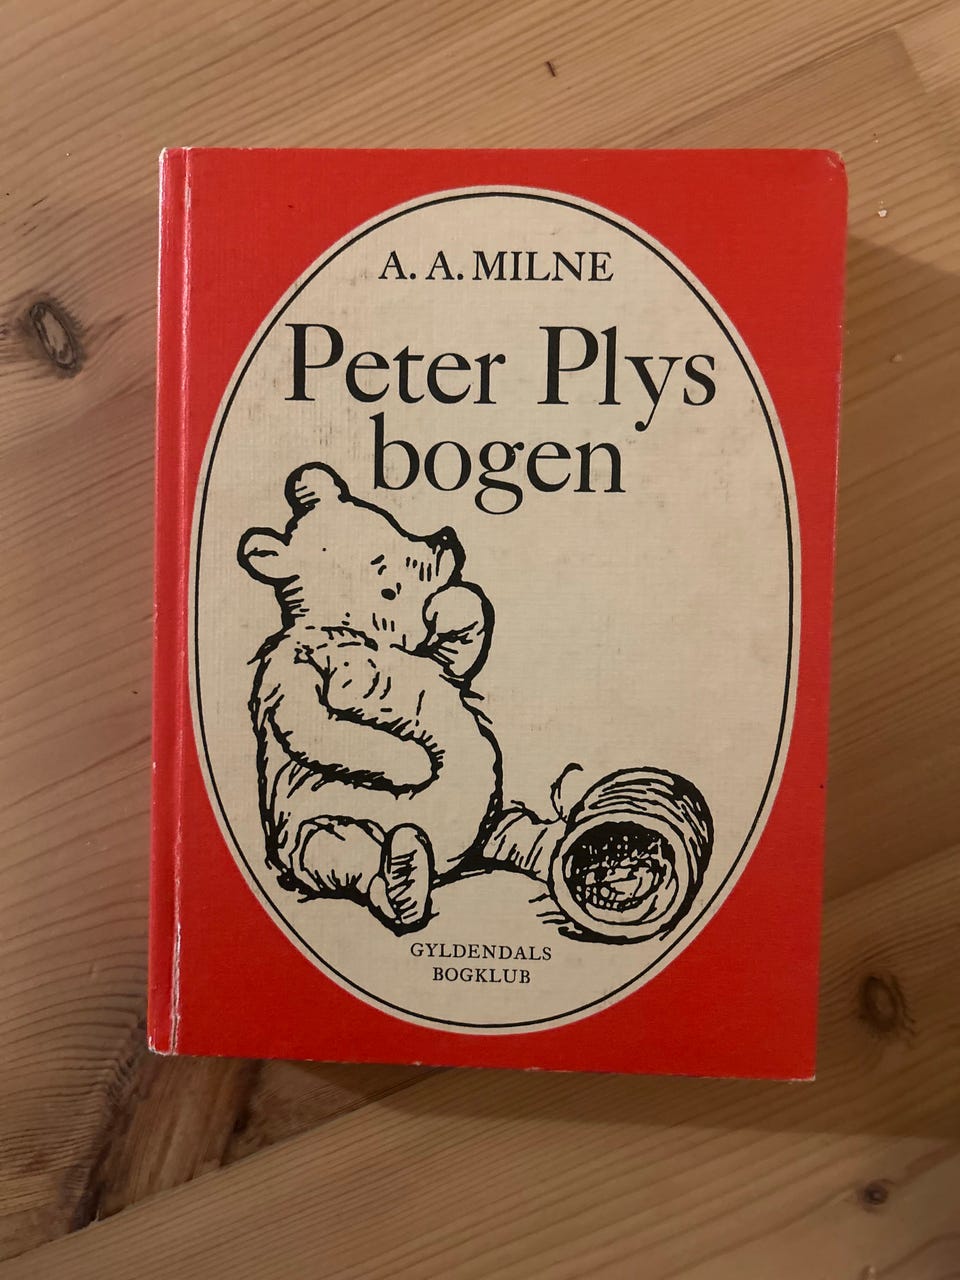 A. A. MILNE
Peter Plys
bogen
GYLDENDALS
BOGKLUB